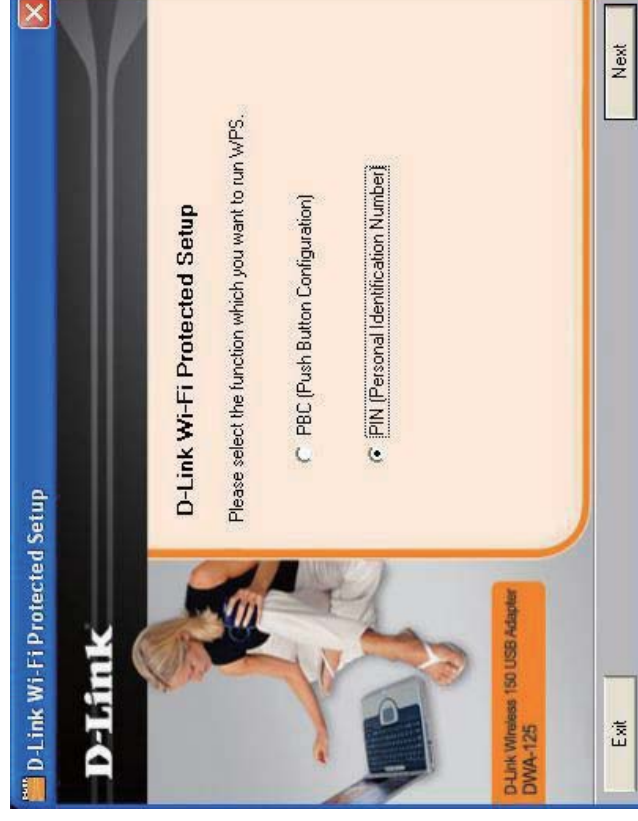 D-Link Wi-Fi Protected Setup
D-Link
D-Link Wi-Fi Protected Setup
Please select the function which you want to run WPS.
PBC (Push Button Configuration)
PIN (Personal Identification Number)
D-Link Wireless 150 USB Adapter
DWA-125
Exit
Next